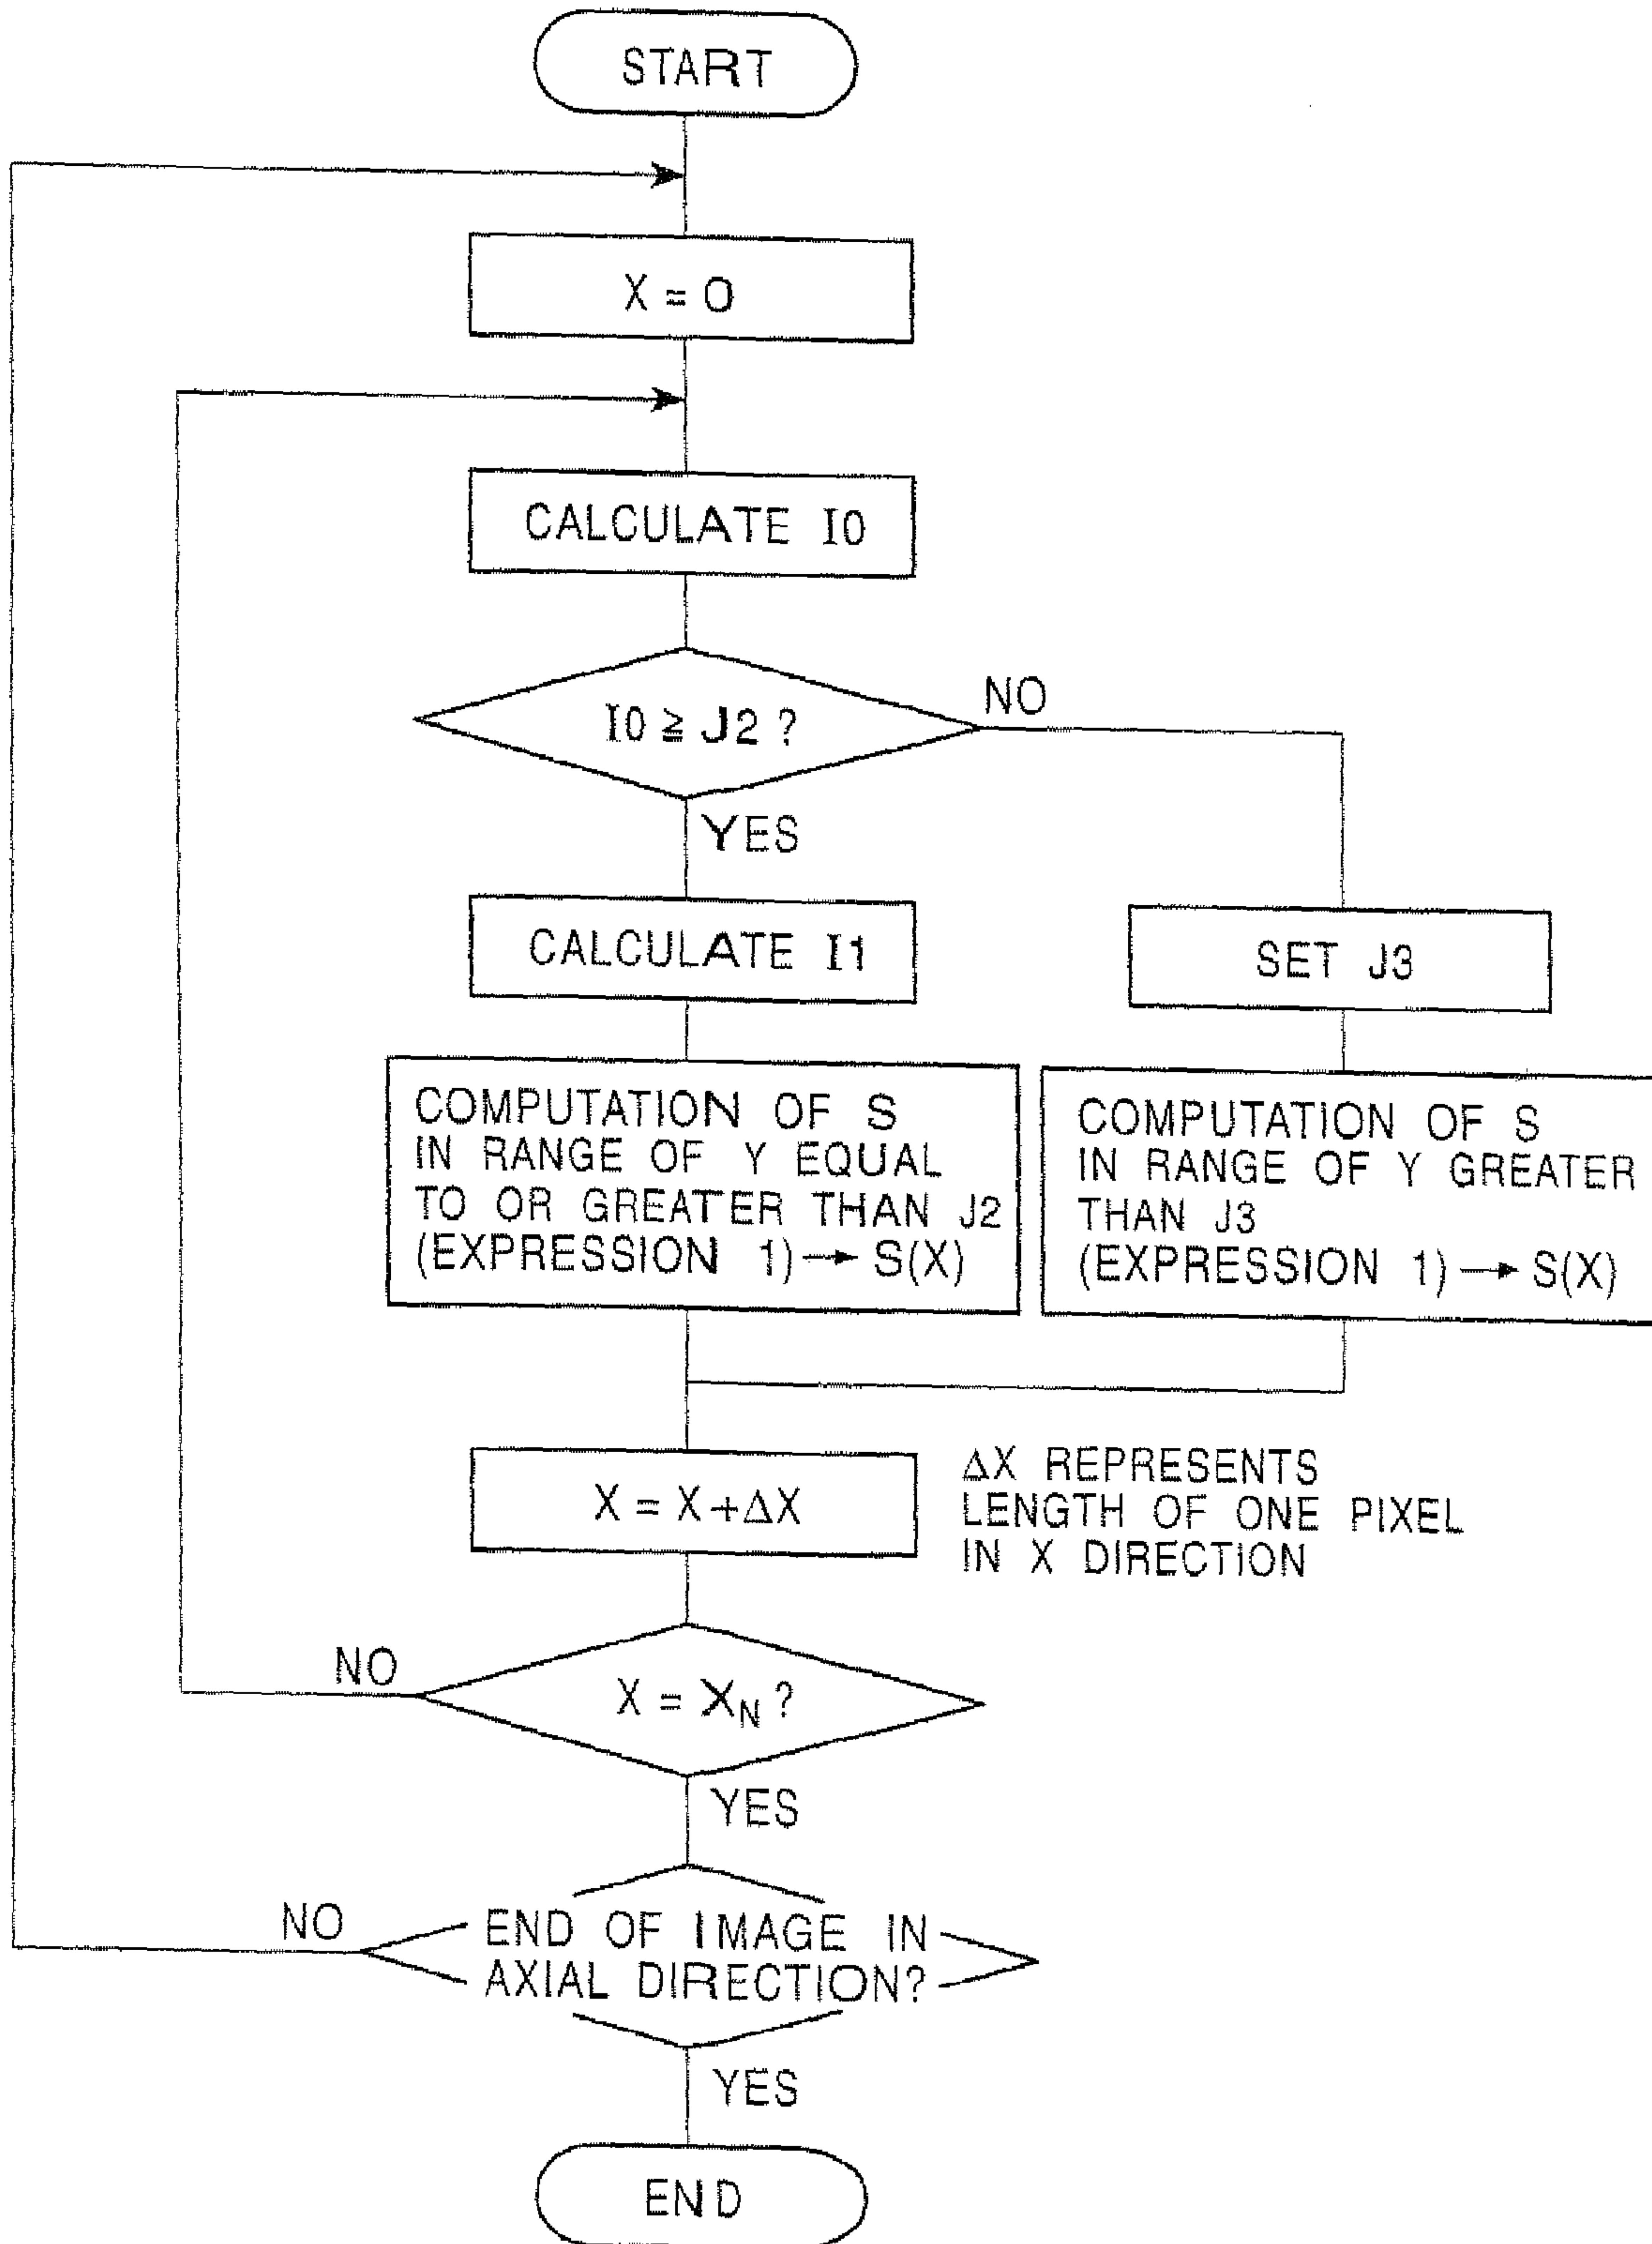 START
X = 0
CALCULATE I0
I0 ≧ J2 ?
NO
YES
CALCULATE I1
SET J3
COMPUTATION OF S
IN RANGE OF Y EQUAL
TO OR GREATER THAN J2
(EXPRESSION 1) → S(X)
COMPUTATION OF S
IN RANGE OF Y GREATER
THAN J3
(EXPRESSION 1) → S(X)
X = X + ΔX
ΔX REPRESENTS
LENGTH OF ONE PIXEL
IN X DIRECTION
NO
X = X_N ?
YES
NO
END OF IMAGE IN
AXIAL DIRECTION?
YES
END